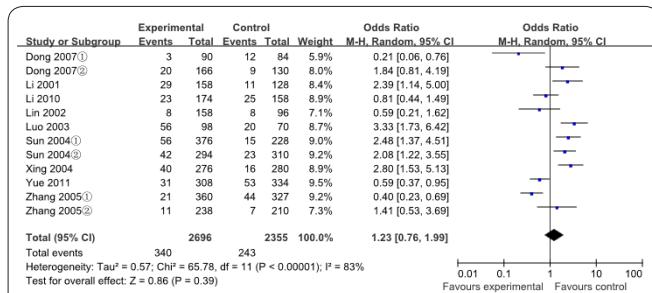 Experimental Control Odds Ratio Odds Ratio
Study or Subgroup Events Total Events Total Weight M-H, Random, 95% CI M-H, Random, 95% CI
Dong 2007① 3 90 12 84 5.9% 0.21 [0.06, 0.76]
Dong 2007② 20 166 9 130 8.0% 1.84 [0.81, 4.19]
Li 2001 29 158 11 128 8.4% 2.39 [1.14, 5.00]
Li 2010 23 174 25 158 8.9% 0.81 [0.44, 1.49]
Lin 2002 8 158 8 96 7.0% 0.59 [0.21, 1.62]
Luo 2003 56 98 20 70 8.7% 3.33 [1.73, 6.42]
Sun 2004① 56 376 15 228 9.0% 2.48 [1.37, 4.51]
Sun 2004② 42 294 23 310 9.2% 2.08 [1.22, 3.55]
Xing 2004 40 276 16 280 9.0% 2.80 [1.53, 5.13]
Yue 2011 31 308 53 334 9.4% 0.59 [0.37, 0.95]
Zhang 2005① 21 360 44 327 9.2% 0.40 [0.23, 0.69]
Zhang 2005② 11 238 7 210 7.3% 1.41 [0.53, 3.69]
Total (95% CI) 2696 2355 100.0% 1.23 [0.76, 1.99]
Total events 340 243
Heterogeneity: Tau² = 0.57; Chi² = 65.78, df = 11 (P < 0.00001); I² = 83%
Test for overall effect: Z = 0.86 (P = 0.39)
0.01 0.1 1 10 100
Favours experimental Favours control